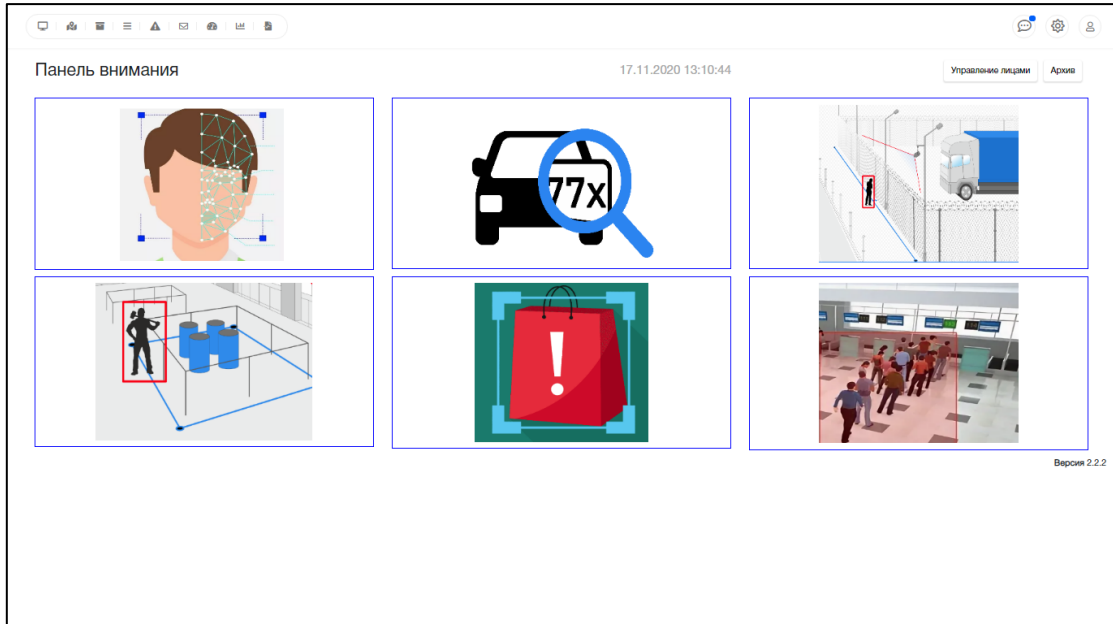 Панель внимания
17.11.2020 13:10:44
Управление лицами
Архив
77x
!
Версия 2.2.2